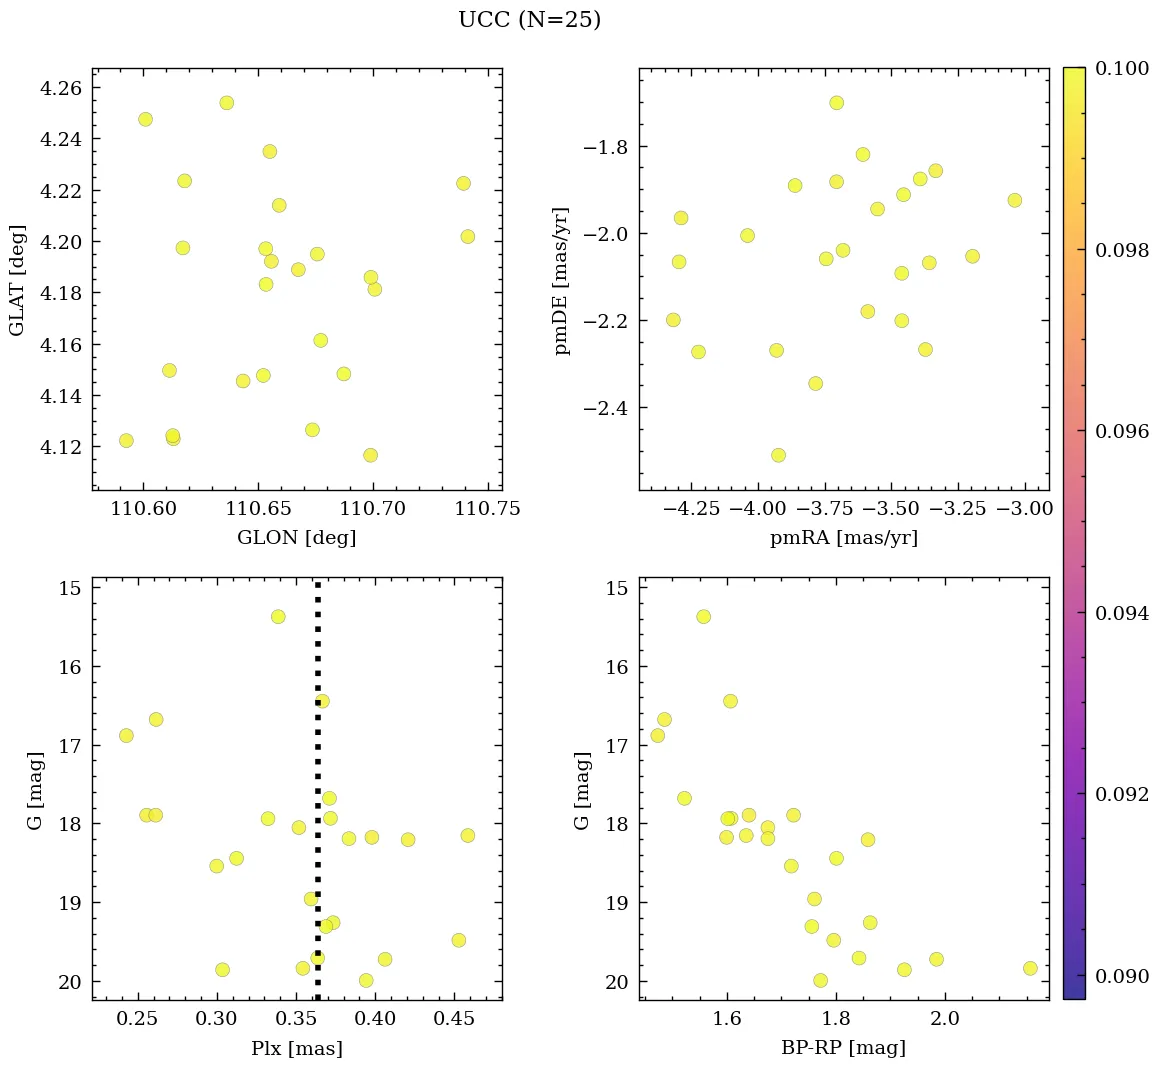 UCC (N=25)
4.26
4.24
4.22
4.20
4.18
4.16
4.14
4.12
GLAT [deg]
110.60 110.65 110.70 110.75
GLON [deg]
−1.8
−2.0
−2.2
−2.4
pmDE [mas/yr]
−4.25 −4.00 −3.75 −3.50 −3.25 −3.00
pmRA [mas/yr]
15
16
17
18
19
20
G [mag]
0.25 0.30 0.35 0.40 0.45
Plx [mas]
15
16
17
18
19
20
G [mag]
1.6 1.8 2.0
BP-RP [mag]
0.100
0.098
0.096
0.094
0.092
0.090